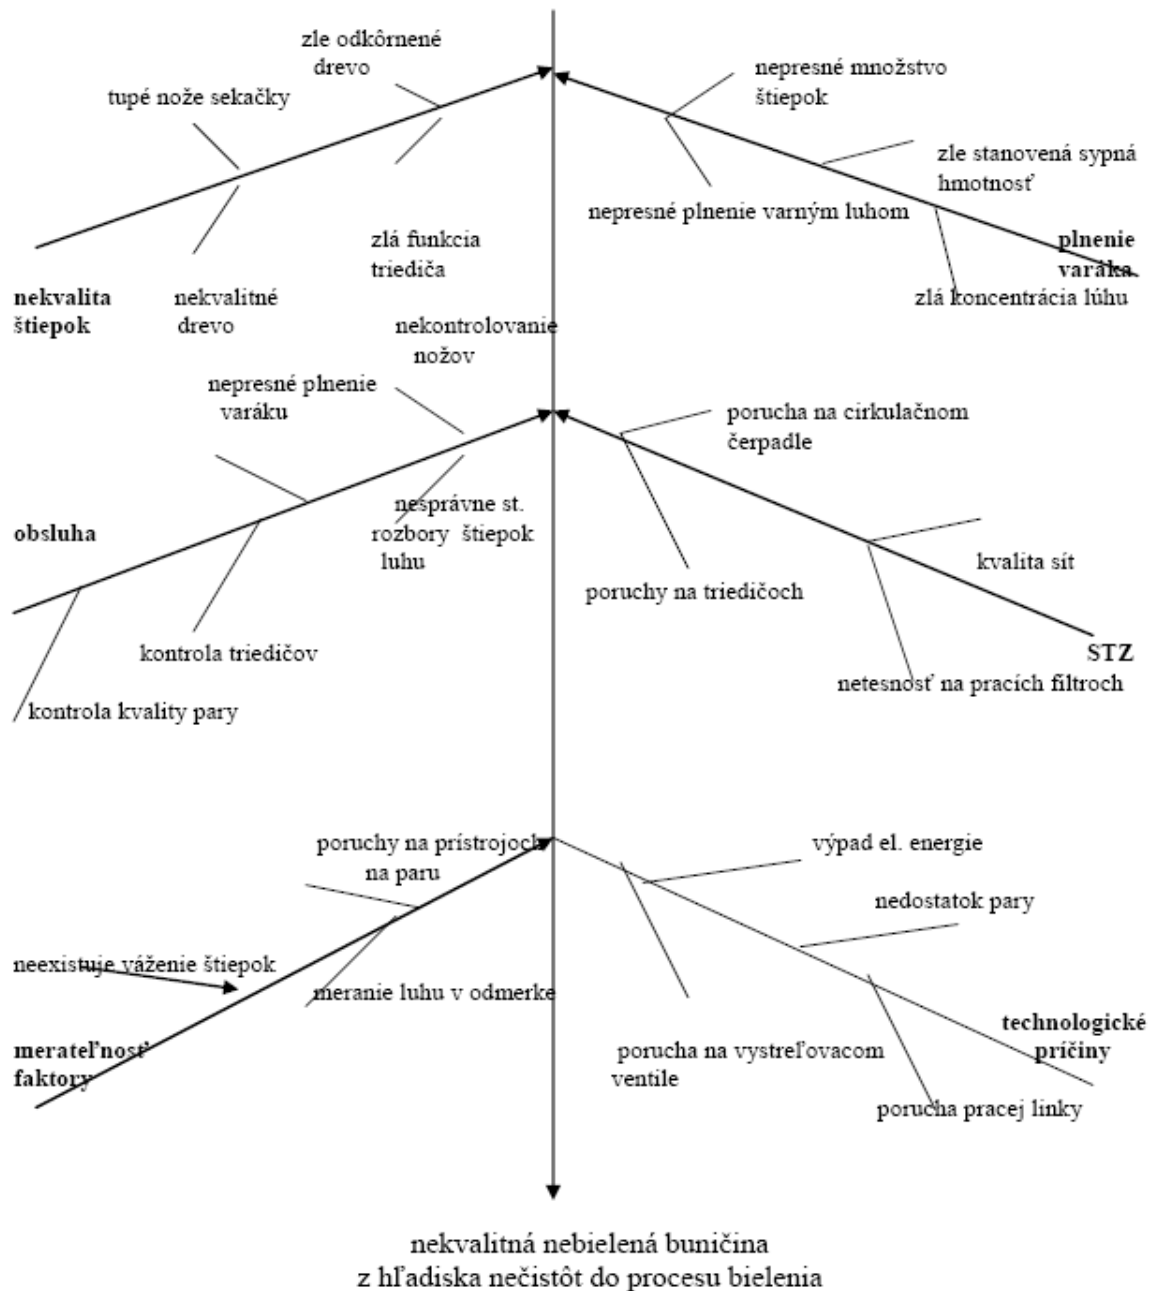 zle odkôrnené
drevo
tupé nože sekačky
nepresné množstvo
štiepok
zle stanovená sypná
hmotnosť
nepresné plnenie varným luhom
zlá funkcia
triediča
plnenie
varáka
nekvalita
štiepok
nekvalitné
drevo
zlá koncentrácia lúhu
nekontrolovanie
nožov
nepresné plnenie
varáku
porucha na cirkulačnom
čerpadle
obsluha
nesprávne st.
rozbory štiepok
luhu
kvalita sít
poruchy na triedičoch
kontrola triedičov
STZ
netesnosť na pracích filtroch
kontrola kvality pary
poruchy na prístrojoch
na paru
výpad el. energie
nedostatok pary
neexistuje váženie štiepok
meranie luhu v odmerke
merateľnosť
faktory
technologické
príčiny
porucha na vystreľovacom
ventile
porucha pracej linky
nekvalitná nebielená buničina
z hľadiska nečistôt do procesu bielenia